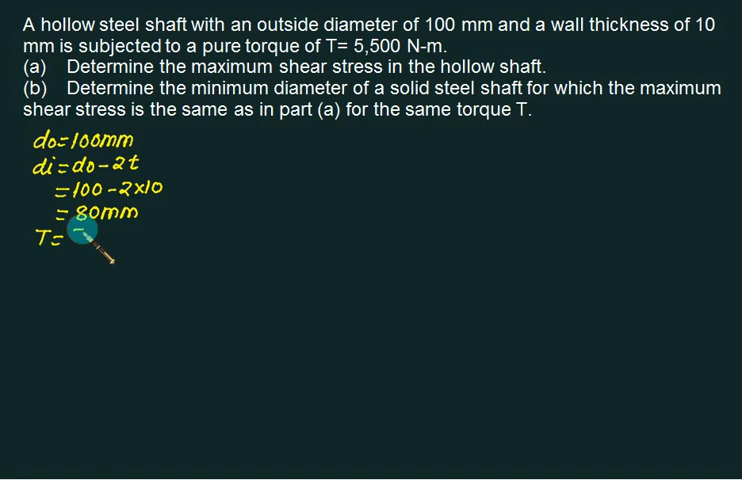 A hollow steel shaft with an outside diameter of 100 mm and a wall thickness of 10
mm is subjected to a pure torque of T= 5,500 N-m.
(a) Determine the maximum shear stress in the hollow shaft.
(b) Determine the minimum diameter of a solid steel shaft for which the maximum
shear stress is the same as in part (a) for the same torque T.
do=100mm
di=do-2t
=100-2x10
=80mm
T=